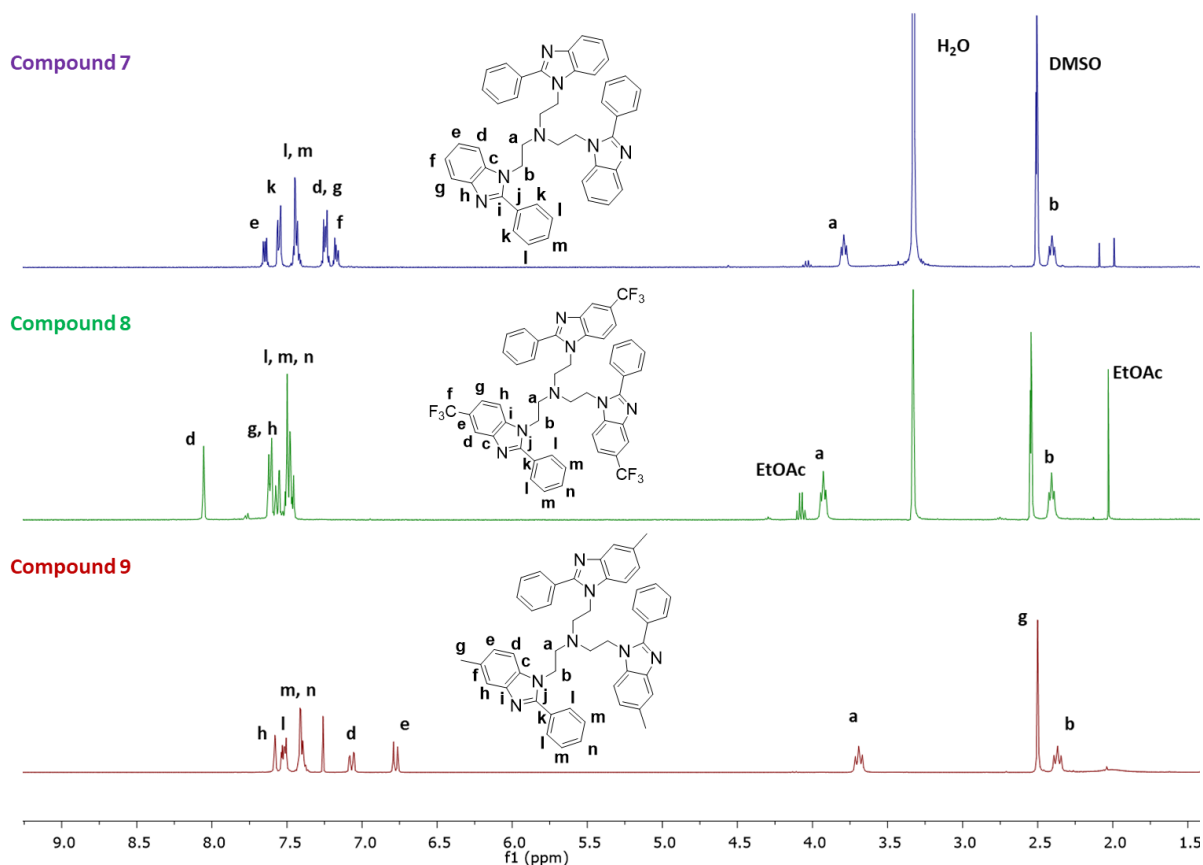 Compound 7
H2O
DMSO
l, m
k
d, g
e
f
a
b
N
N
N
N
N
N
N
a
b
c
d
e
f
g
h
i
j
k
l
k
l
m
Compound 8
CF3
l, m, n
EtOAc
d
g, h
EtOAc
a
b
N
N
N
N
N
N
N
F3C
CF3
f
g
h
a
i
b
e
d
c
j
k
l
m
l
m
n
Compound 9
g
m, n
h
l
d
e
a
b
N
N
N
N
N
N
N
g
e
d
a
c
b
f
h
i
j
k
l
m
l
m
n
9.0 8.5 8.0 7.5 7.0 6.5 6.0 5.5 5.0 4.5 4.0 3.5 3.0 2.5 2.0 1.5
f1 (ppm)